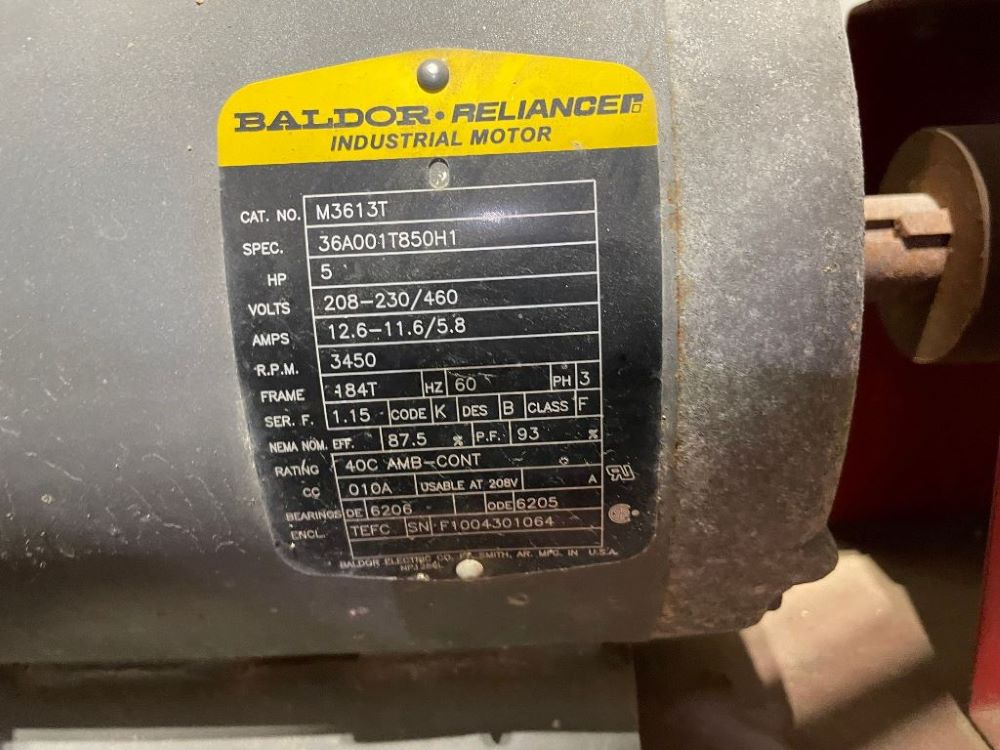 BALDOR • RELIANCE
INDUSTRIAL MOTOR
CAT. NO. M3613T
SPEC. 36A001T850H1
HP 5
VOLTS 208-230/460
AMPS 12.6-11.6/5.8
R.P.M. 3450
FRAME 184T HZ 60 PH 3
SER. F. 1.15 CODE K DES B CLASS F
NEMA NOM. EFF. 87.5 % P.F. 93 %
RATING 40C AMB-CONT
CC 010A USABLE AT 208V A
BEARINGS DE 6206 ODE 6205
ENCL. TEFC SN F1004301064
BALDOR ELECTRIC CO. FT. SMITH, AR. MFG. IN U.S.A.